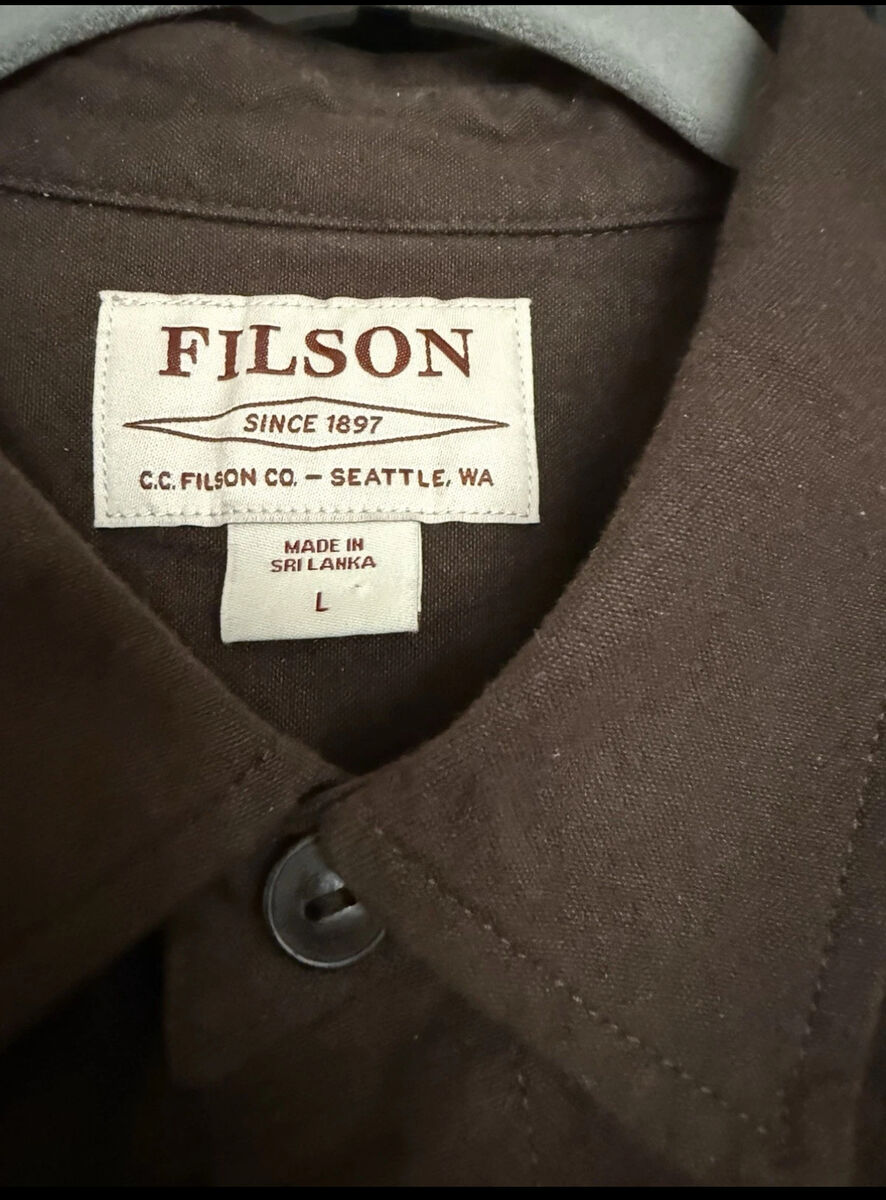 FILSON
SINCE 1897
C.C. FILSON CO. – SEATTLE, WA
MADE IN
SRI LANKA
L